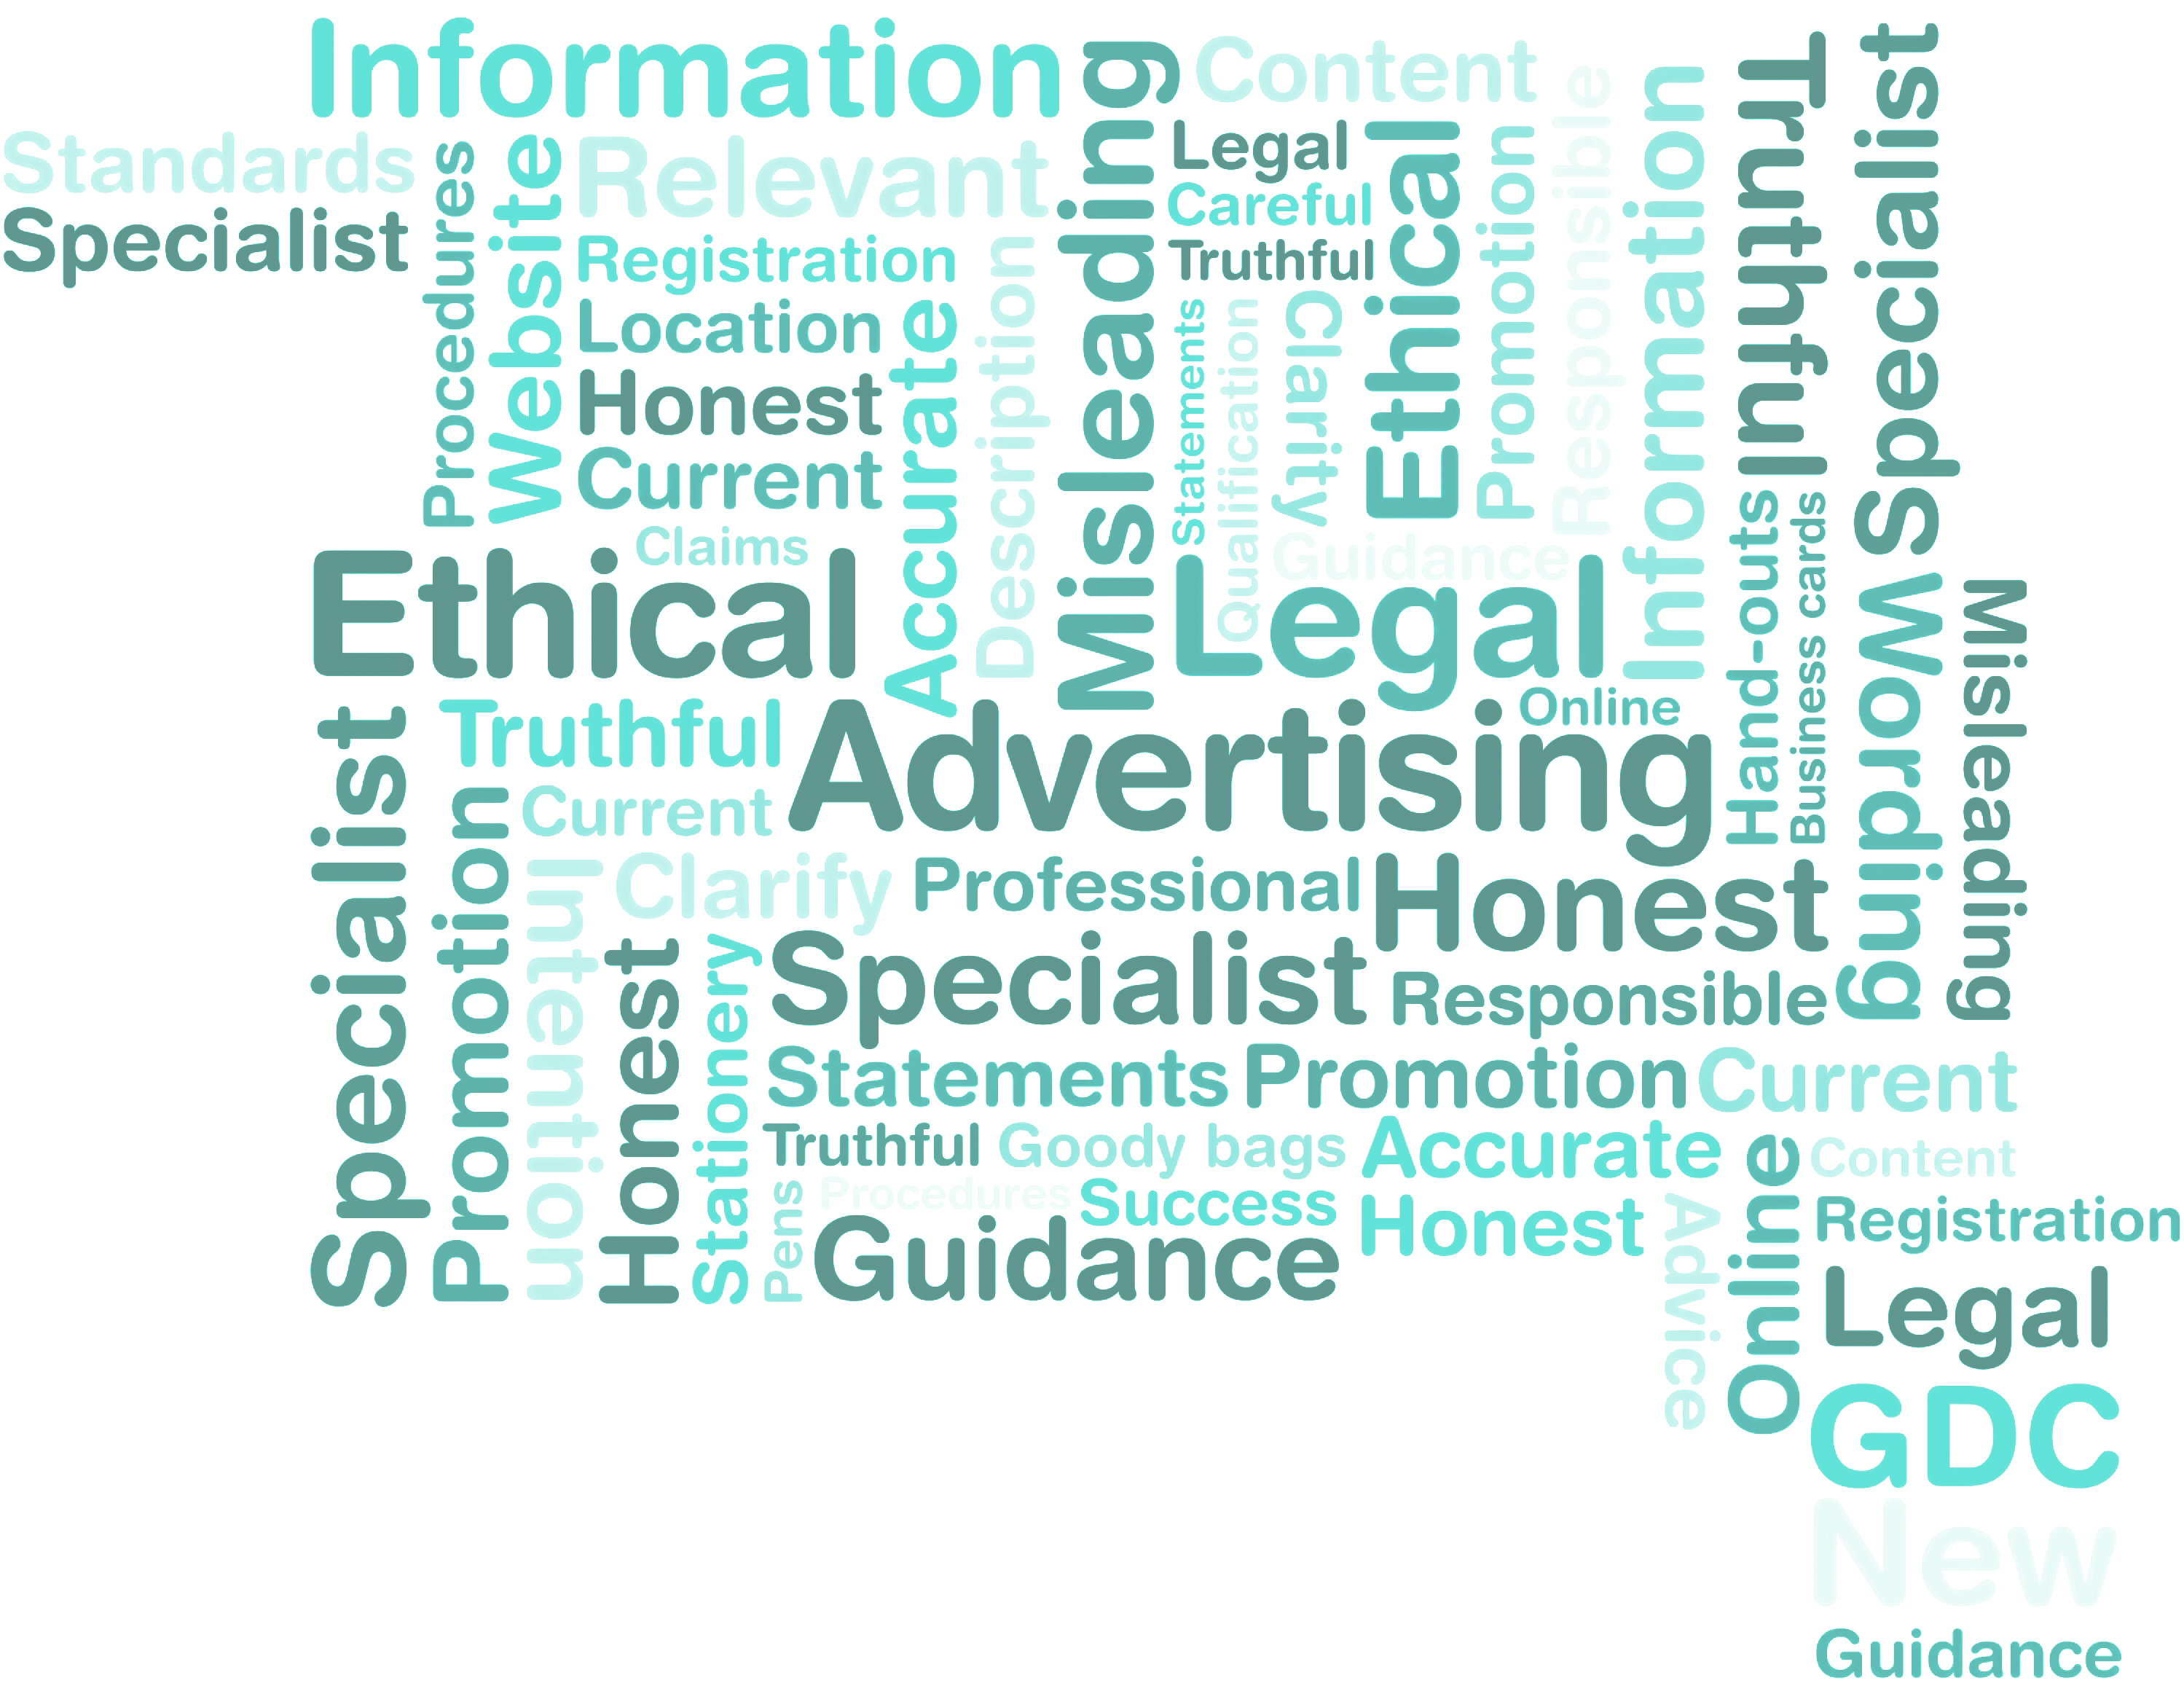 Information
Misleading
Content
Truthful
Specialist
Standards
Specialist
Procedures
Website
Relevant
Registration
Location
Honest
Current
Claims
Accurate
Description
Legal
Careful
Truthful
Statements
Qualification
Clarity
Ethical
Promotion
Responsible
Information
Guidance
Ethical
Legal
Hand-outs
Business cards
Wording
Misleading
Specialist
Truthful
Advertising
Online
Promotion
Current
Intention
Clarify
Professional
Honest
Honest
Stationery
Specialist
Responsible
Statements
Promotion
Current
Truthful
Goody bags
Accurate
Online
Content
Pens
Procedures
Success
Honest
Advice
Registration
Guidance
Legal
GDC
New
Guidance